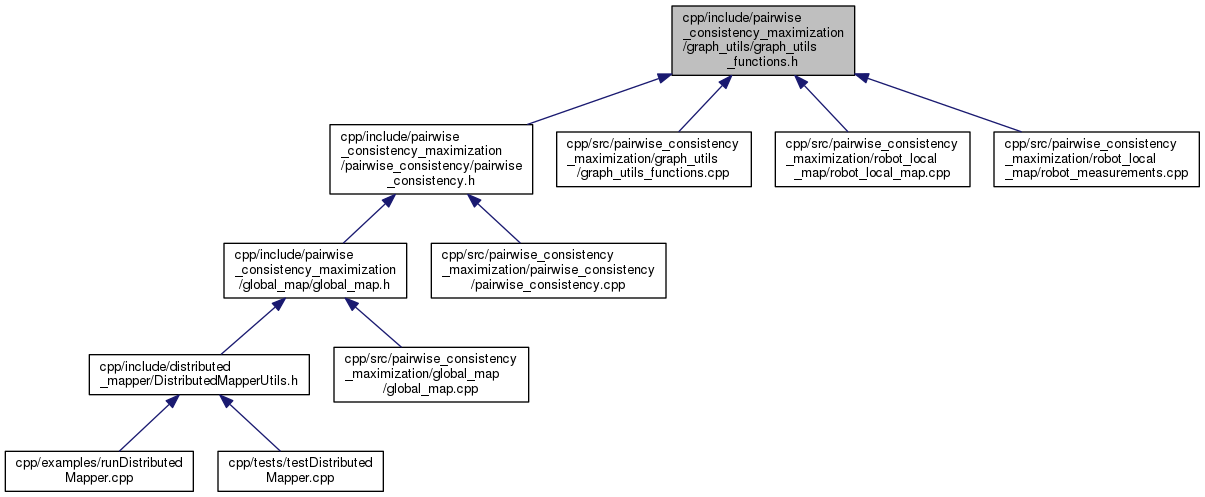 cpp/include/pairwise
_consistency_maximization
/graph_utils/graph_utils
_functions.h
cpp/include/pairwise
_consistency_maximization
/pairwise_consistency/pairwise
_consistency.h
cpp/src/pairwise_consistency
_maximization/graph_utils
/graph_utils_functions.cpp
cpp/src/pairwise_consistency
_maximization/robot_local
_map/robot_local_map.cpp
cpp/src/pairwise_consistency
_maximization/robot_local
_map/robot_measurements.cpp
cpp/include/pairwise
_consistency_maximization
/global_map/global_map.h
cpp/src/pairwise_consistency
_maximization/pairwise_consistency
/pairwise_consistency.cpp
cpp/include/distributed
_mapper/DistributedMapperUtils.h
cpp/src/pairwise_consistency
_maximization/global_map
/global_map.cpp
cpp/examples/runDistributed
Mapper.cpp
cpp/tests/testDistributed
Mapper.cpp